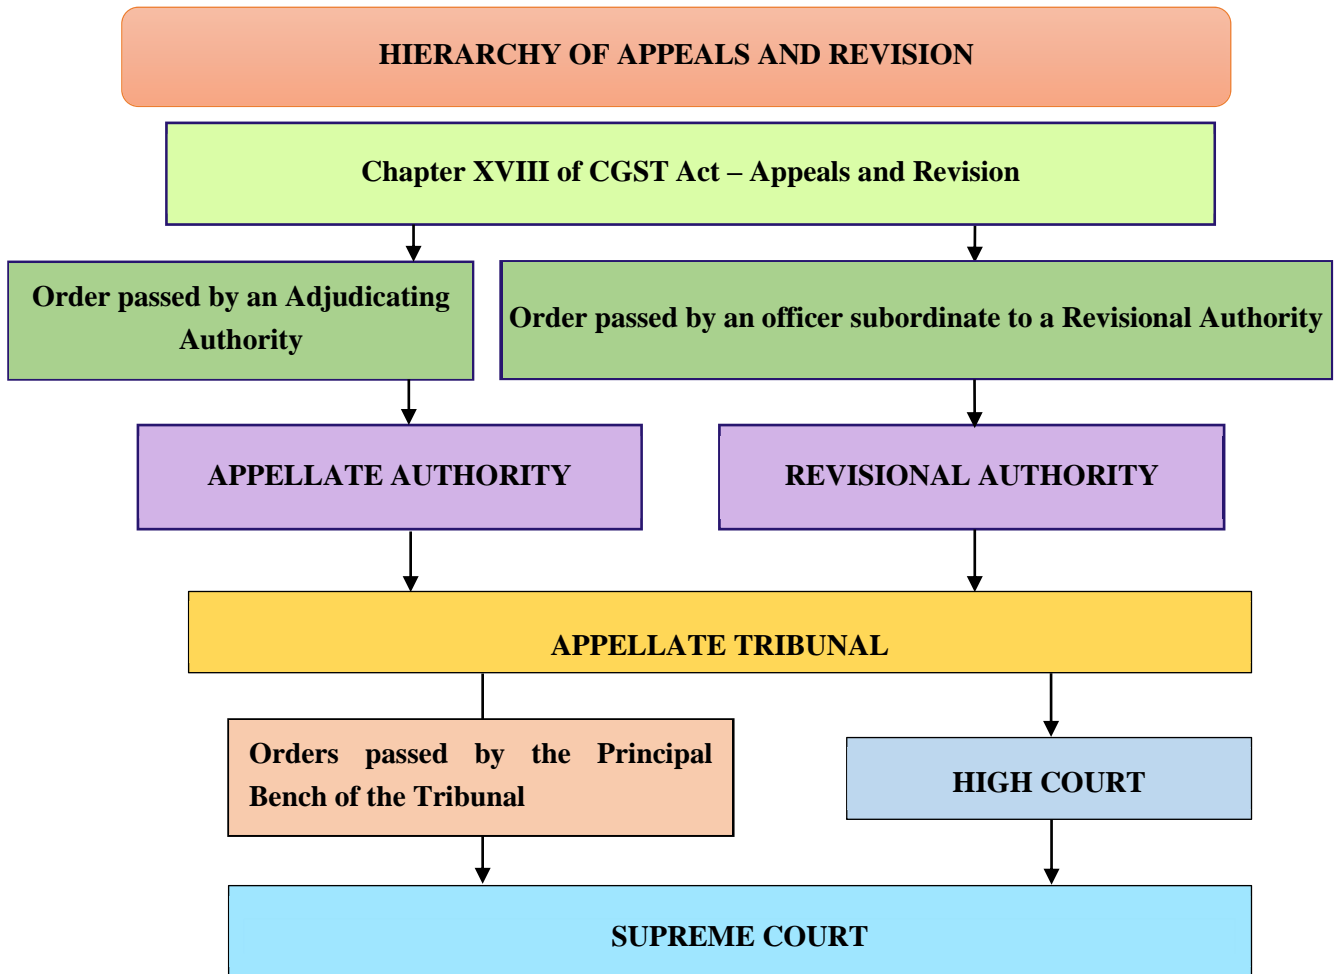 HIERARCHY OF APPEALS AND REVISION
Chapter XVIII of CGST Act – Appeals and Revision
Order passed by an Adjudicating
Authority
Order passed by an officer subordinate to a Revisional Authority
APPELLATE AUTHORITY
REVISIONAL AUTHORITY
APPELLATE TRIBUNAL
Orders passed by the Principal
Bench of the Tribunal
HIGH COURT
SUPREME COURT